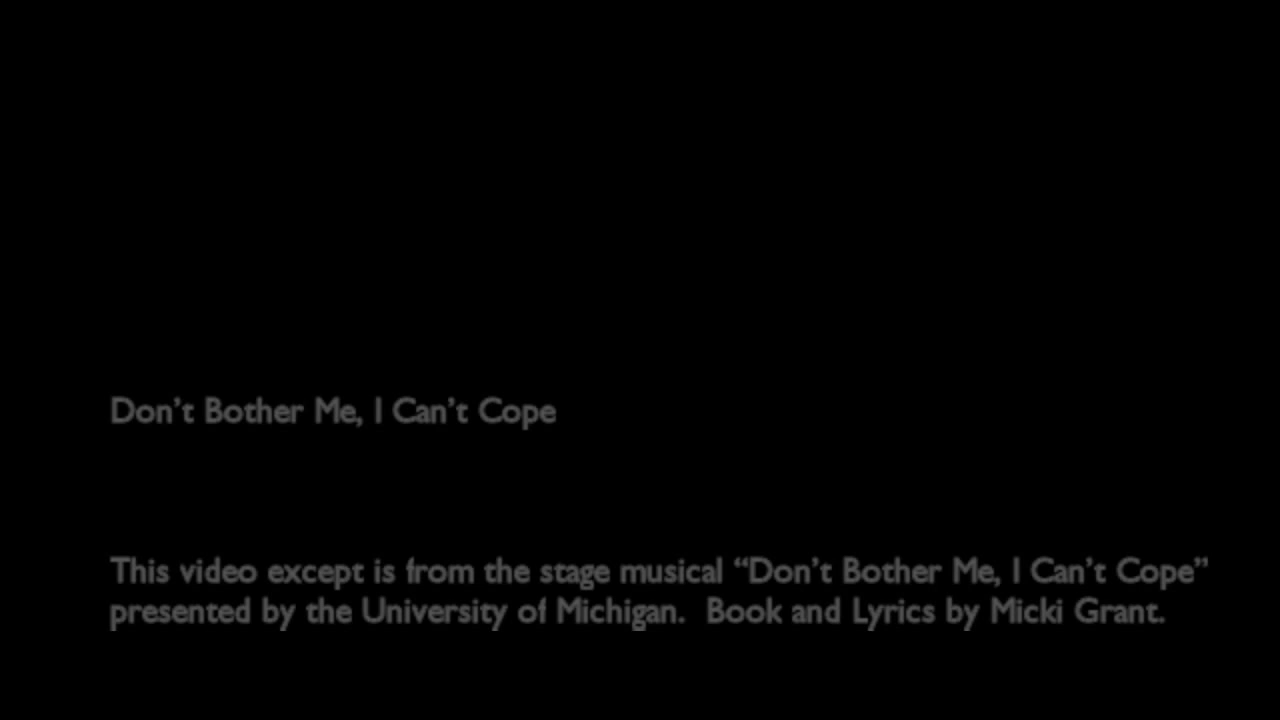 Don’t Bother Me, I Can’t Cope
This video except is from the stage musical “Don’t Bother Me, I Can’t Cope”
presented by the University of Michigan.  Book and Lyrics by Micki Grant.